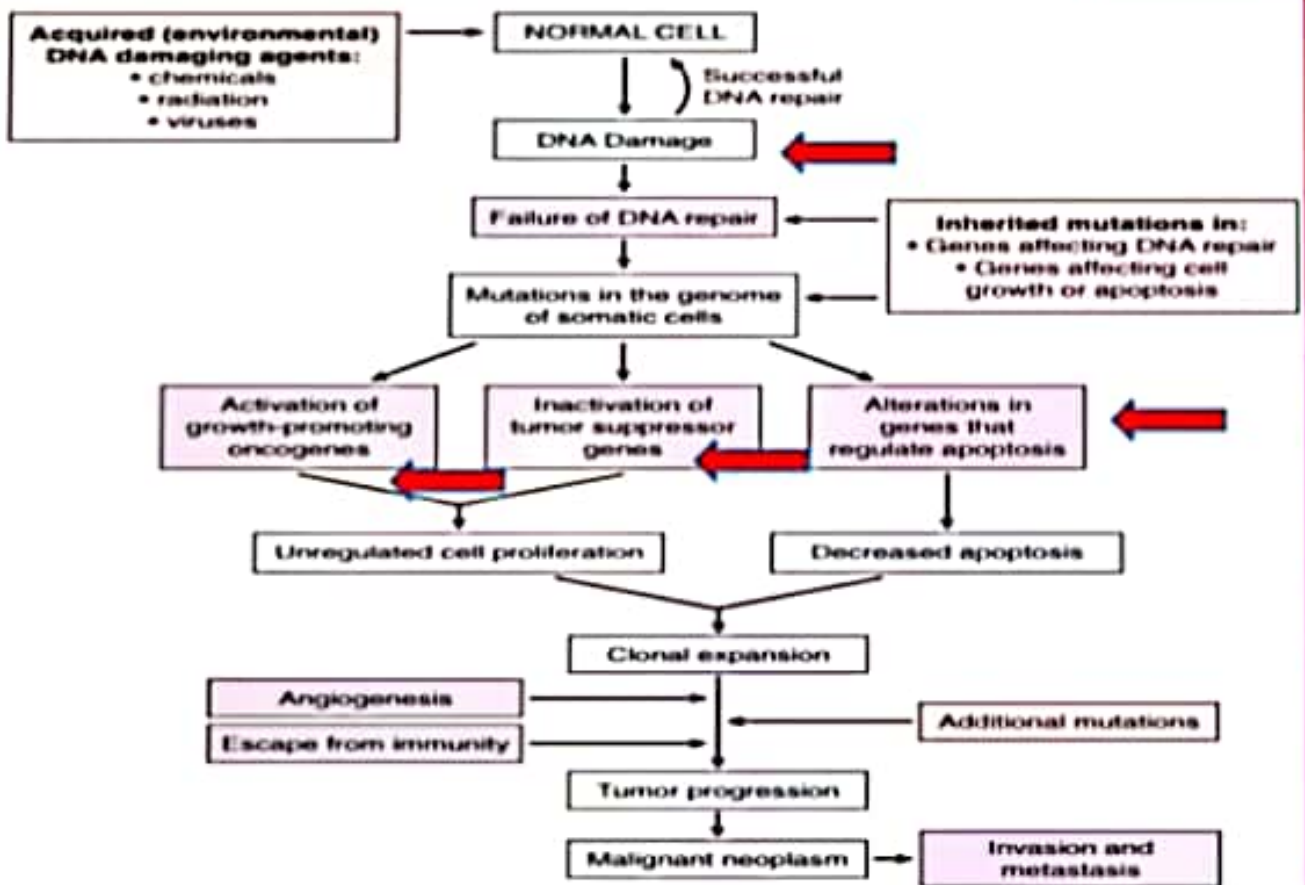 Acquired (environmental)
DNA damaging agents:
• chemicals
• radiation
• viruses
NORMAL CELL
Successful
DNA repair
DNA Damage
Failure of DNA repair
Inherited mutations in:
• Genes affecting DNA repair
• Genes affecting cell
growth or apoptosis
Mutations in the genome
of somatic cells
Activation of
growth-promoting
oncogenes
Inactivation of
tumor suppressor
genes
Alterations in
genes that
regulate apoptosis
Unregulated cell proliferation
Decreased apoptosis
Clonal expansion
Angiogenesis
Additional mutations
Escape from immunity
Tumor progression
Malignant neoplasm
Invasion and
metastasis